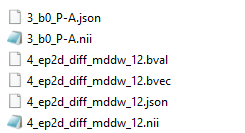 3_b0_P-A.json
3_b0_P-A.nii
4_ep2d_diff_mddw_12.bval
4_ep2d_diff_mddw_12.bvec
4_ep2d_diff_mddw_12.json
4_ep2d_diff_mddw_12.nii